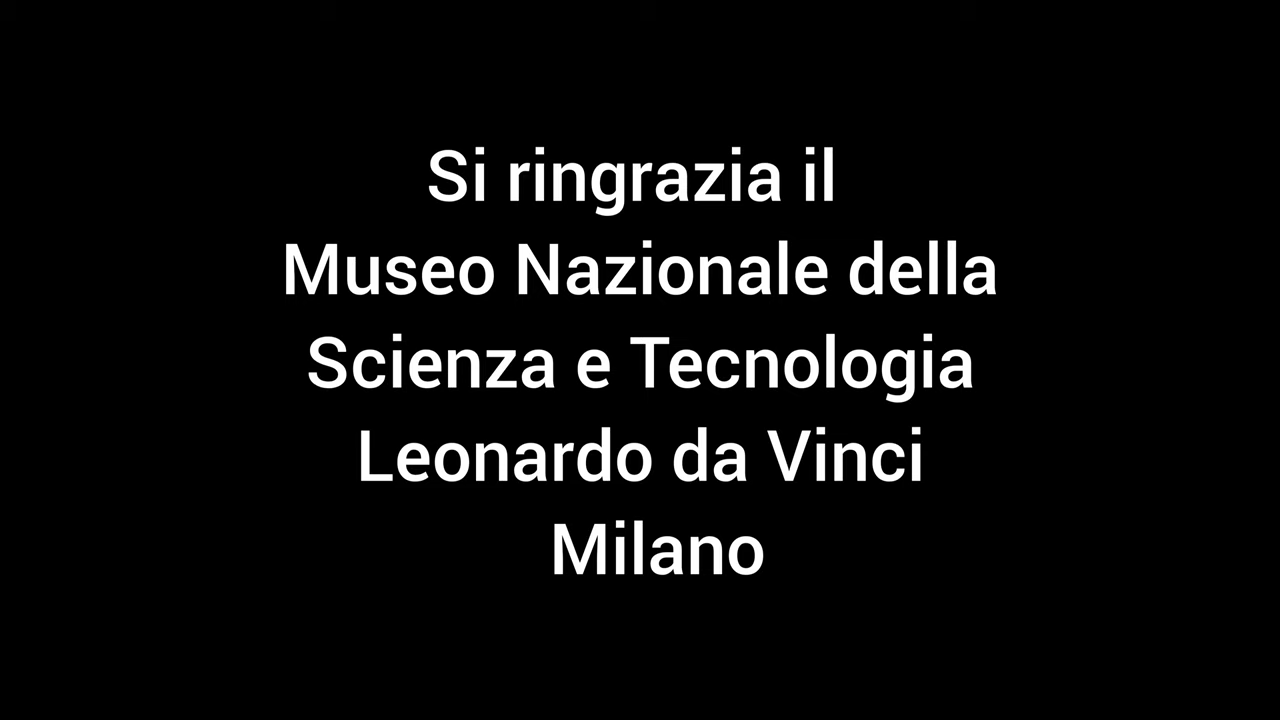 Si ringrazia il
Museo Nazionale della
Scienza e Tecnologia
Leonardo da Vinci
Milano